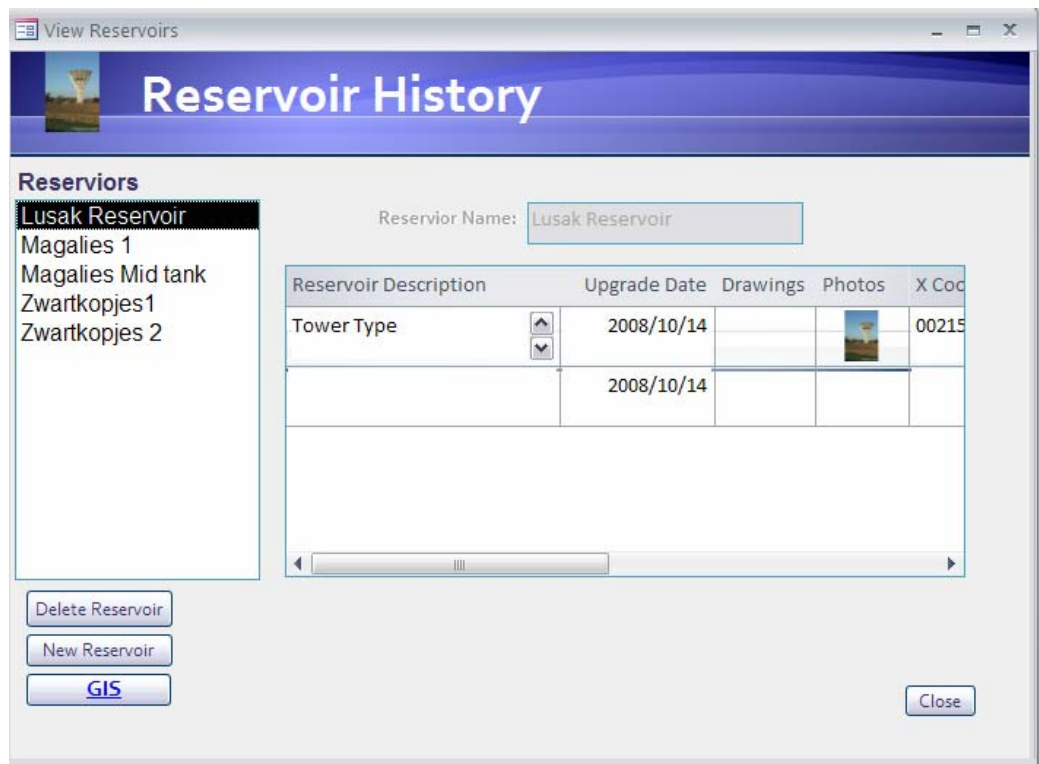 View Reservoirs
Reservoir History
Reserviors
Lusak Reservoir
Magalies 1
Magalies Mid tank
Zwartkopjes1
Zwartkopjes 2
Reservior Name: Lusak Reservoir
Reservoir Description Upgrade Date Drawings Photos X Coc
Tower Type 2008/10/14 00215
2008/10/14
Delete Reservoir
New Reservoir
GIS
Close